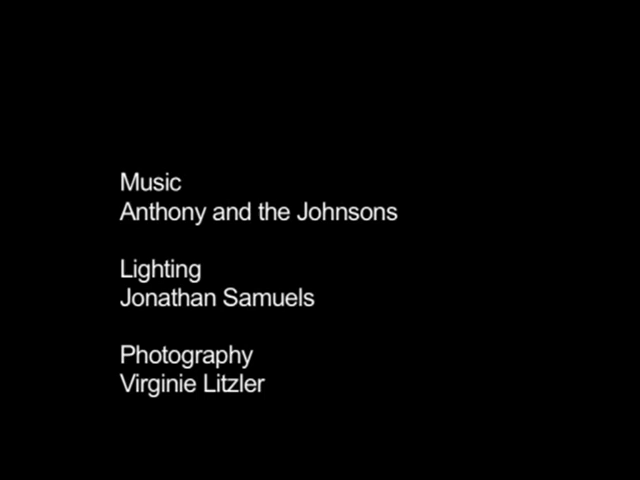 Music
Anthony and the Johnsons
Lighting
Jonathan Samuels
Photography
Virginie Litzler